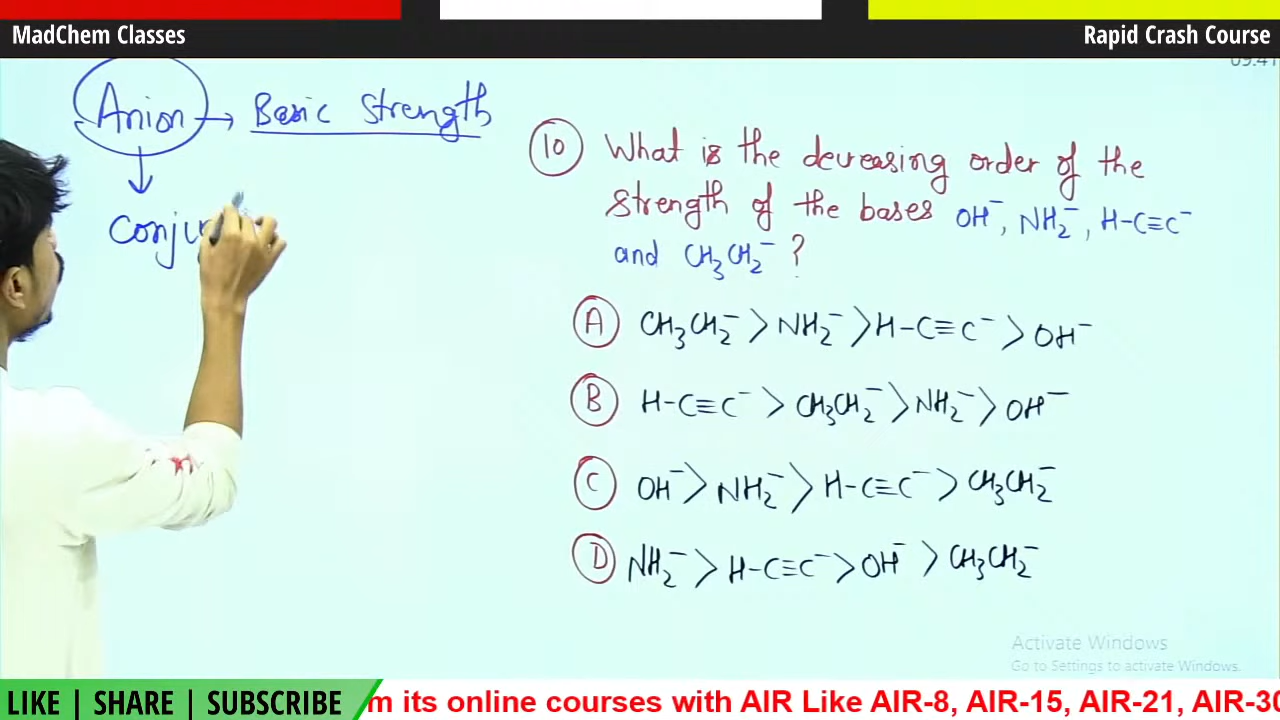 MadChem Classes
Rapid Crash Course
09:41
Anion → Basic Strength
Conju
10 What is the decreasing order of the
strength of the bases OH⁻, NH₂⁻, H-C≡C⁻
and CH₃CH₂⁻ ?
A CH₃CH₂⁻ > NH₂⁻ > H-C≡C⁻ > OH⁻
B H-C≡C⁻ > CH₃CH₂⁻ > NH₂⁻ > OH⁻
C OH⁻ > NH₂⁻ > H-C≡C⁻ > CH₃CH₂⁻
D NH₂⁻ > H-C≡C⁻ > OH⁻ > CH₃CH₂⁻
Activate Windows
Go to Settings to activate Windows.
LIKE | SHARE | SUBSCRIBE
m its online courses with AIR Like AIR-8, AIR-15, AIR-21, AIR-30